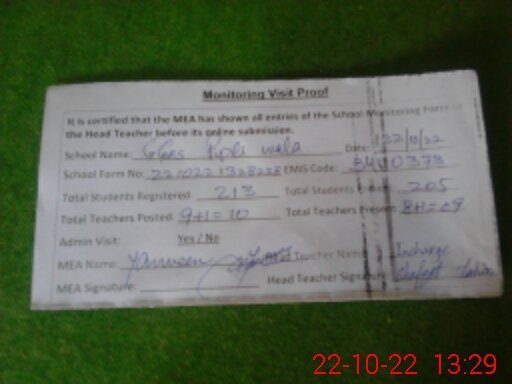 Monitoring Visit Proof
It is certified that the MEA has shown all entries of the School Monitoring Form to
the Head Teacher before its online submission.
School Name: GGPS Pipli wala Date: 22/10/22
School Form No. EMIS Code:
Total Students Registered: 213 Total Students 205
Total Teachers Posted: 9+1=10 Total Teachers Present: 8+1=09
Admin Visit: Yes / No
MEA Name: Head Teacher Name: Incharge
MEA Signature: Head Teacher Signature:
22-10-22 13:29